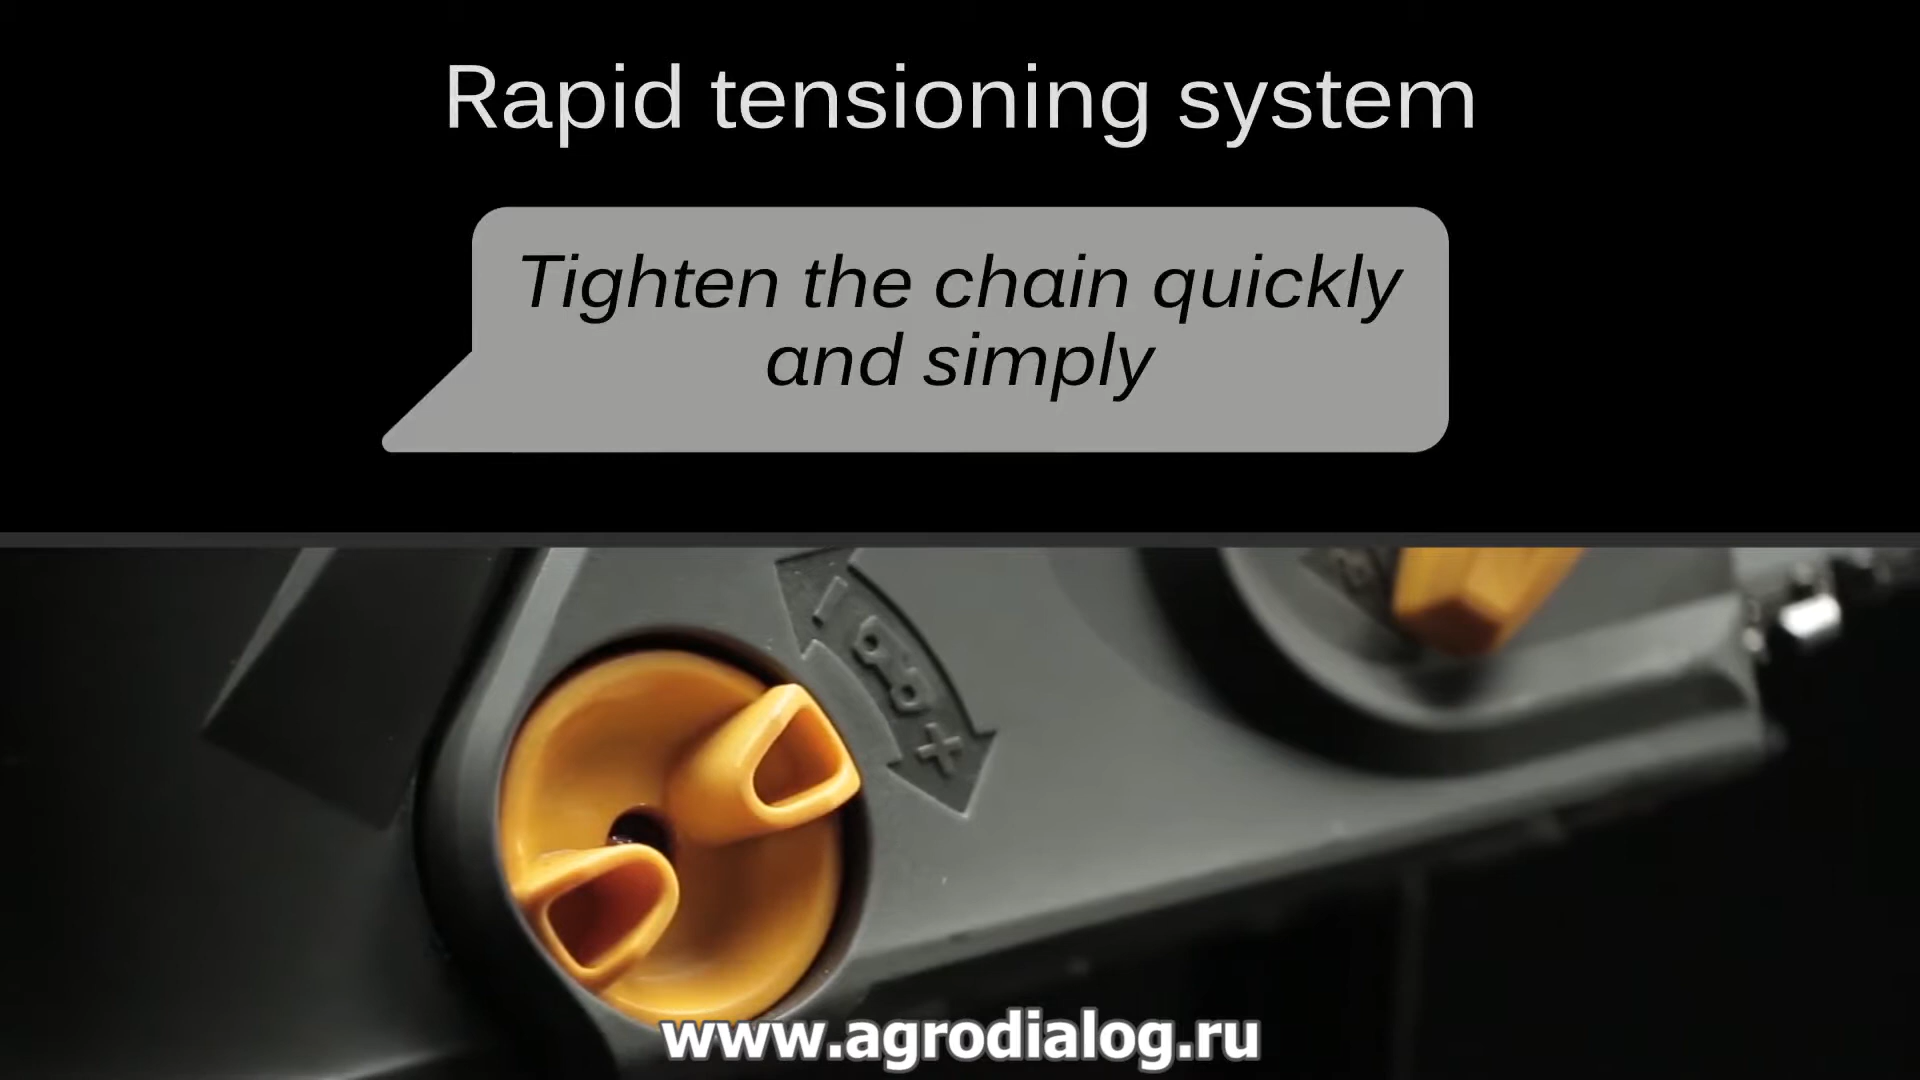 Rapid tensioning system
Tighten the chain quickly
and simply
- +
www.agrodialog.ru